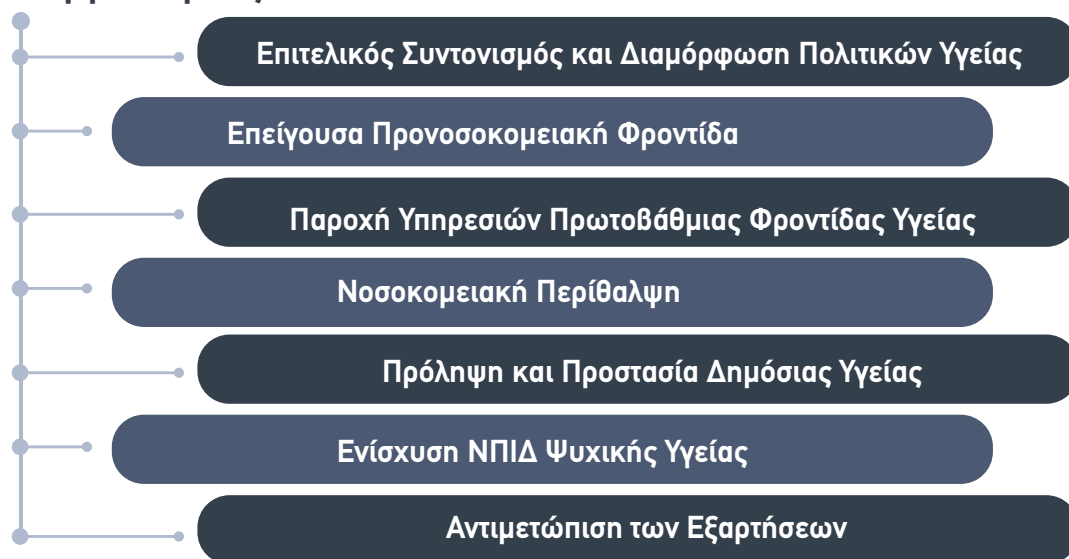 Επιτελικός Συντονισμός και Διαμόρφωση Πολιτικών Υγείας
Επείγουσα Προνοσοκομειακή Φροντίδα
Παροχή Υπηρεσιών Πρωτοβάθμιας Φροντίδας Υγείας
Νοσοκομειακή Περίθαλψη
Πρόληψη και Προστασία Δημόσιας Υγείας
Ενίσχυση ΝΠΙΔ Ψυχικής Υγείας
Αντιμετώπιση των Εξαρτήσεων